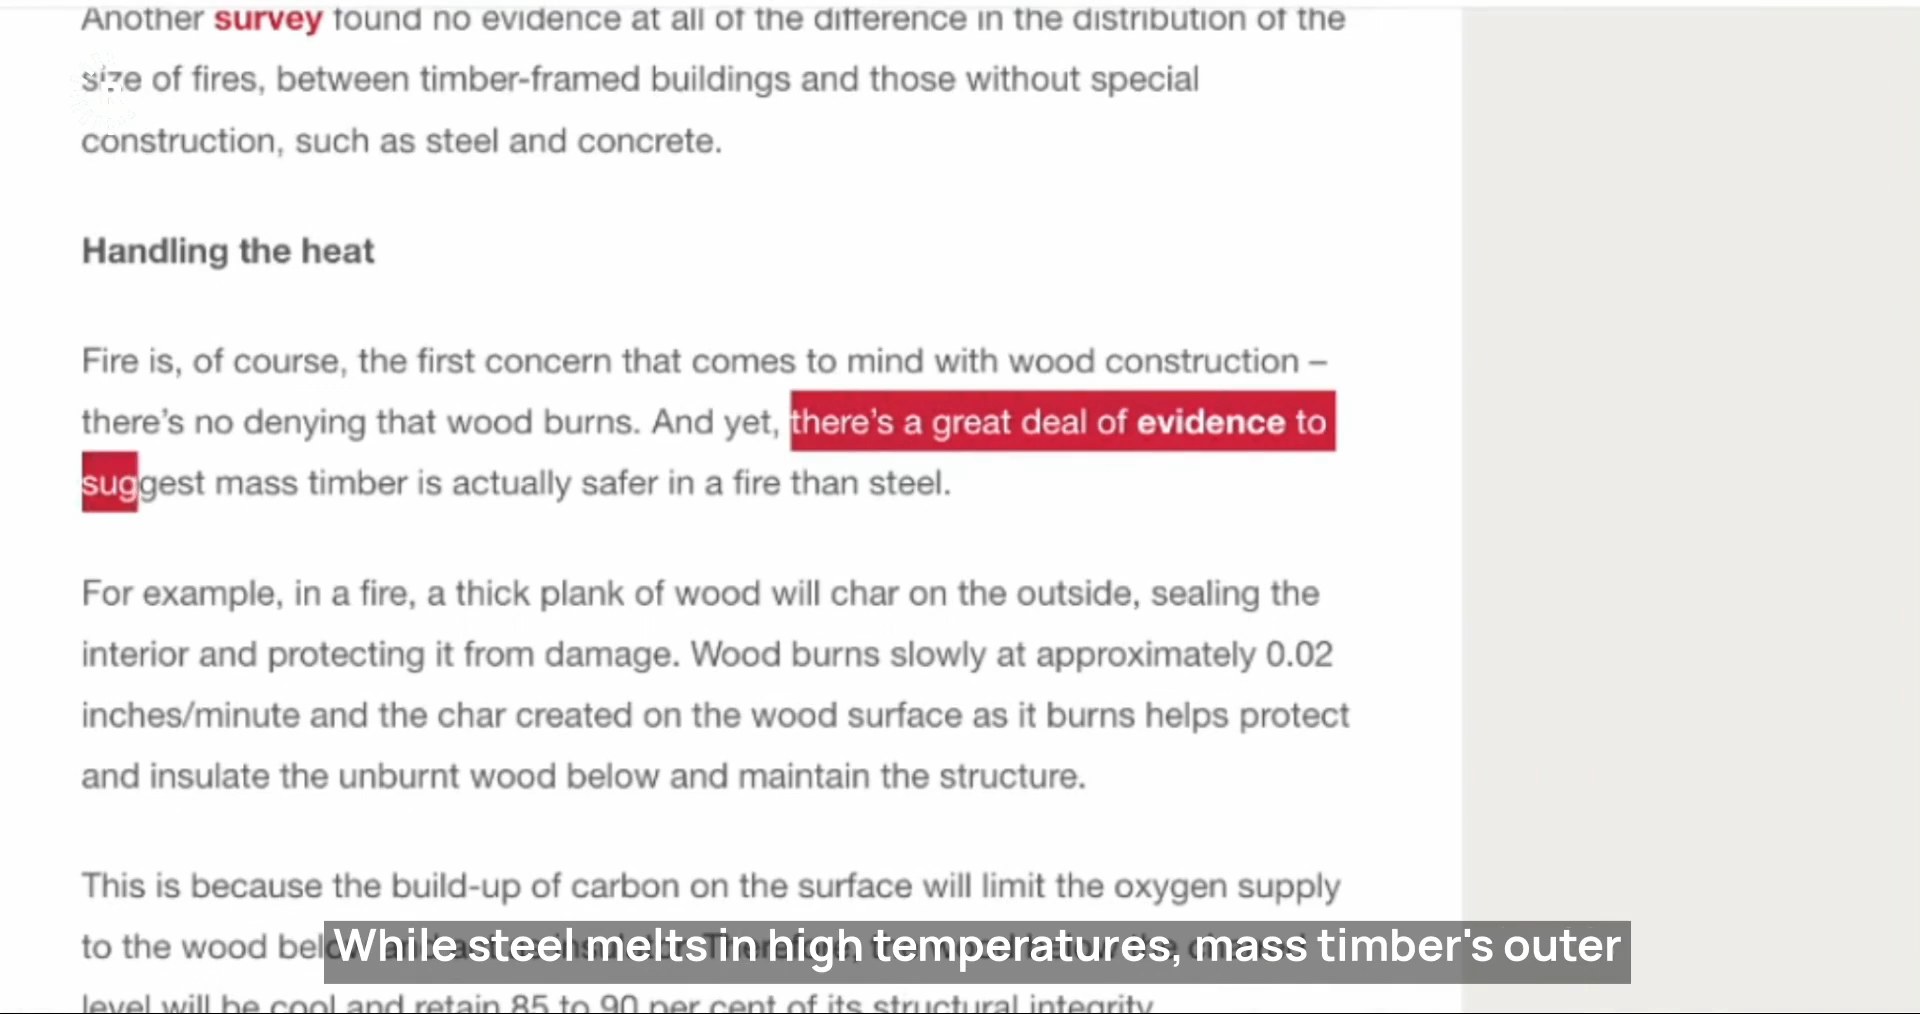 Another survey found no evidence at all of the difference in the distribution of the
size of fires, between timber-framed buildings and those without special
construction, such as steel and concrete.
Handling the heat
Fire is, of course, the first concern that comes to mind with wood construction –
there’s no denying that wood burns. And yet, there’s a great deal of evidence to
suggest mass timber is actually safer in a fire than steel.
For example, in a fire, a thick plank of wood will char on the outside, sealing the
interior and protecting it from damage. Wood burns slowly at approximately 0.02
inches/minute and the char created on the wood surface as it burns helps protect
and insulate the unburnt wood below and maintain the structure.
This is because the build-up of carbon on the surface will limit the oxygen supply
to the wood
While steel melts in high temperatures, mass timber's outer
level will be cool and retain 85 to 90 per cent of its structural integrity